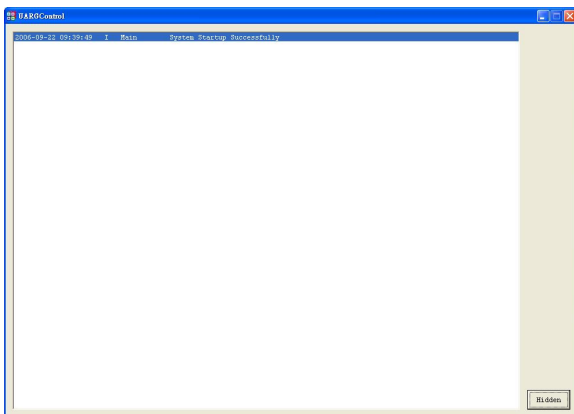 UARGControl
2006-09-22 09:39:49 I Main System Startup Successfully
Hidden